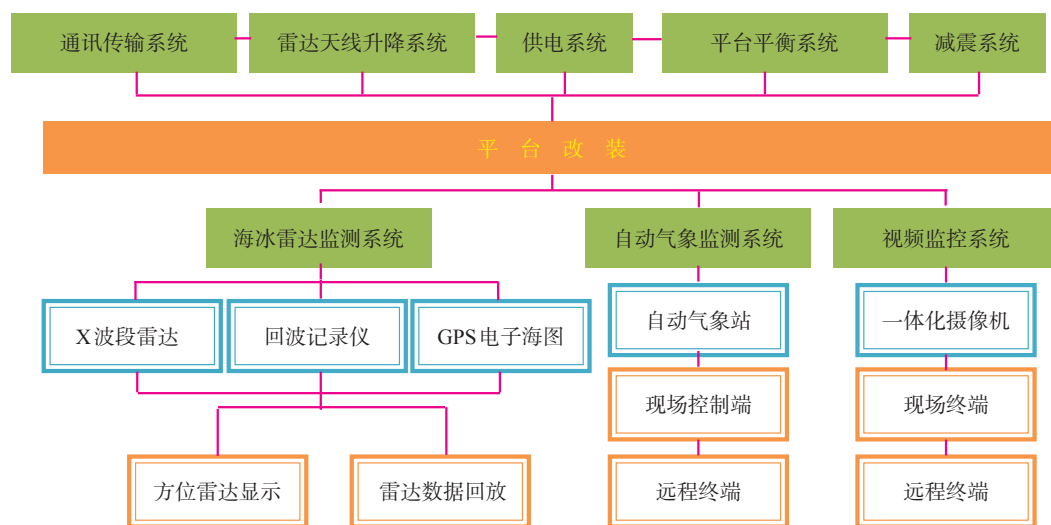 通讯传输系统
雷达天线升降系统
供电系统
平台平衡系统
减震系统
平台改装
海冰雷达监测系统
自动气象监测系统
视频监控系统
X波段雷达
回波记录仪
GPS电子海图
自动气象站
一体化摄像机
现场控制端
现场终端
方位雷达显示
雷达数据回放
远程终端
远程终端